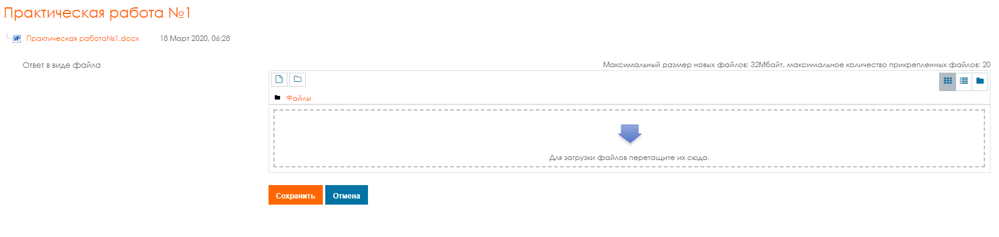 Практическая работа №1
Практическая работа№1.docx 18 Март 2020, 06:28
Ответ в виде файла
Максимальный размер новых файлов: 32Мбайт, максимальное количество прикрепленных файлов: 20
Файлы
Для загрузки файлов перетащите их сюда.
Сохранить Отмена